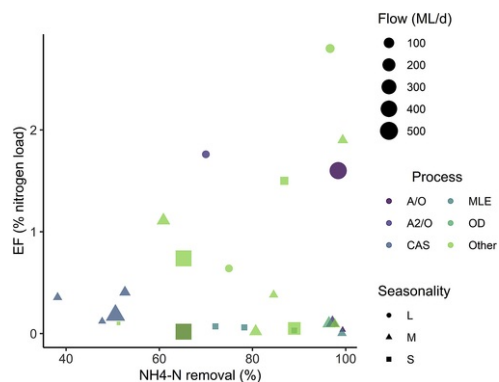 Flow (ML/d)
100
200
300
400
500
Process
A/O MLE
A2/O OD
CAS Other
Seasonality
L
M
S
EF (% nitrogen load)
2
1
0
40 60 80 100
NH4-N removal (%)